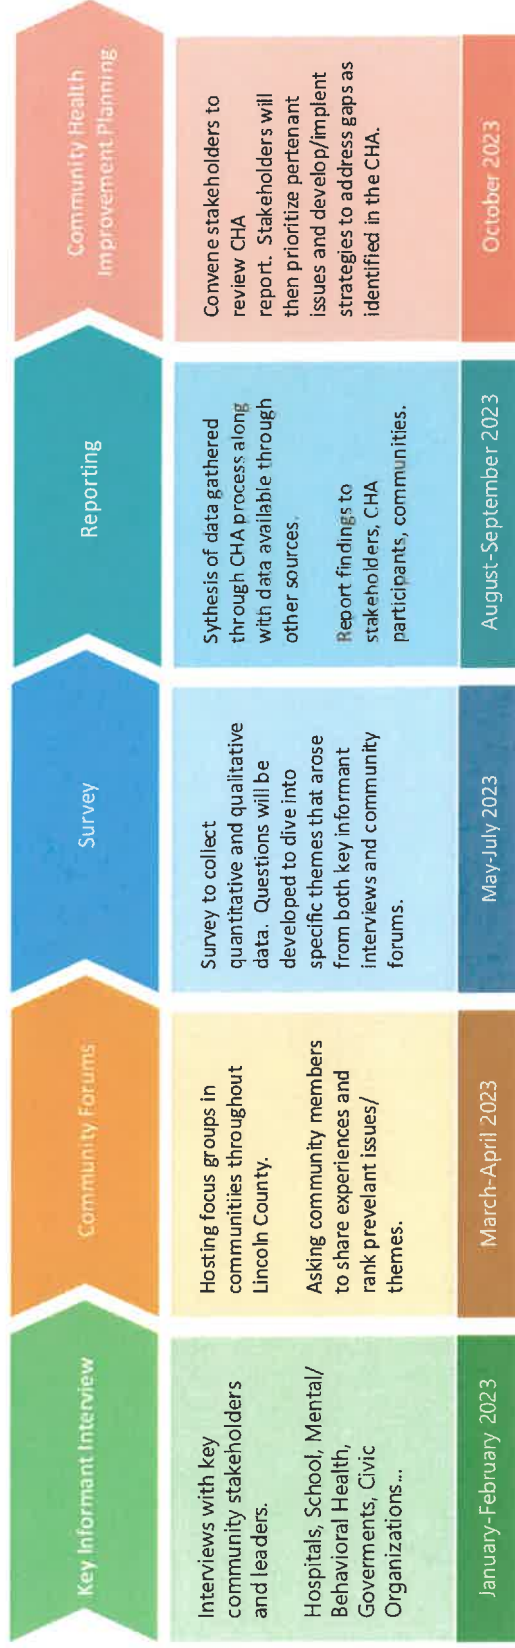 Key Informant Interview
Interviews with key
community stakeholders
and leaders.
Hospitals, School, Mental/
Behavioral Health,
Goverments, Civic
Organizations...
January-February 2023
Community Forums
Hosting focus groups in
communitiies throughout
Lincoln County.
Asking community members
to share experiences and
rank prevelant issues/
themes.
March-April 2023
Survey
Survey to collect
quantitative and qualitative
data. Questions will be
developed to dive into
specific themes that arose
from both key informant
interviews and community
forums.
May-July 2023
Reporting
Sythesis of data gathered
through CHA process along
with data available through
other sources.
Report findings to
stakeholders, CHA
participants, communities.
August-September 2023
Community Health
Improvement Planning
Convene stakeholders to
review CHA
report. Stakeholders will
then prioritize pertenant
issues and develop/implent
strategies to address gaps as
identified in the CHA.
October 2023